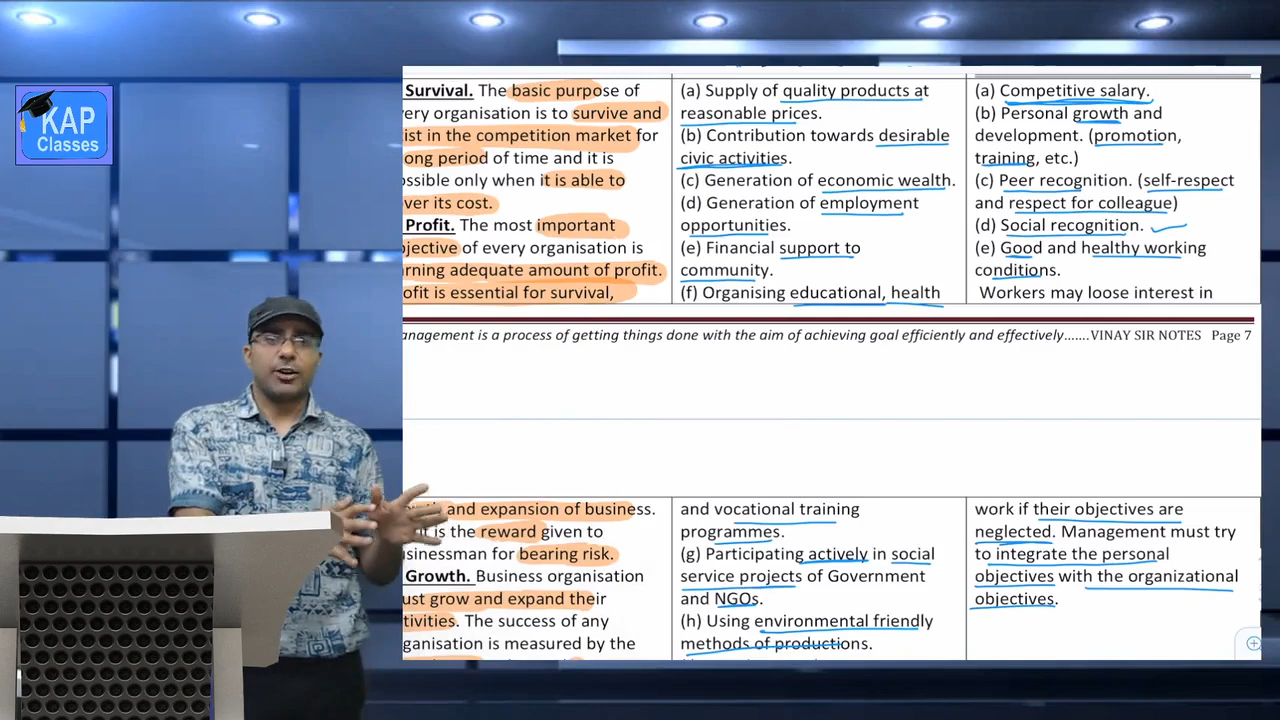 KAP
Classes
Survival. The basic purpose of
very organisation is to survive and
ist in the competition market for
ong period of time and it is
ossible only when it is able to
ver its cost.
Profit. The most important
jective of every organisation is
rning adequate amount of profit.
ofit is essential for survival,
(a) Supply of quality products at
reasonable prices.
(b) Contribution towards desirable
civic activities.
(c) Generation of economic wealth.
(d) Generation of employment
opportunities.
(e) Financial support to
community.
(f) Organising educational, health
(a) Competitive salary.
(b) Personal growth and
development. (promotion,
training, etc.)
(c) Peer recognition. (self-respect
and respect for colleague)
(d) Social recognition.
(e) Good and healthy working
conditions.
Workers may loose interest in
anagement is a process of getting things done with the aim of achieving goal efficiently and effectively.......VINAY SIR NOTES Page 7
and expansion of business.
it is the reward given to
usinessman for bearing risk.
Growth. Business organisation
ust grow and expand their
tivities. The success of any
ganisation is measured by the
and vocational training
programmes.
(g) Participating actively in social
service projects of Government
and NGOs.
(h) Using environmental friendly
methods of productions.
work if their objectives are
neglected. Management must try
to integrate the personal
objectives with the organizational
objectives.